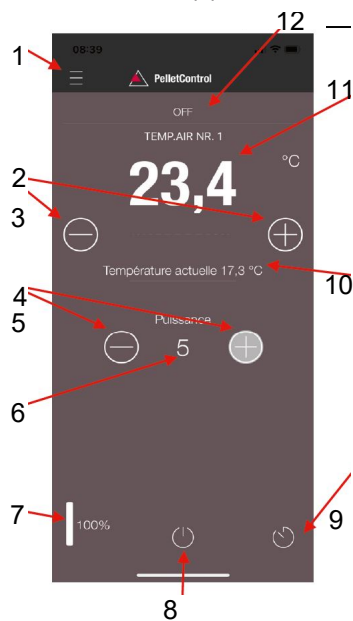 12
1
08:39
PelletControl
OFF
11
TEMP.AIR NR. 1
23,4 °C
2
3
Température actuelle 17,3 °C
10
4
Puissance
5
5
6
7
100%
9
8